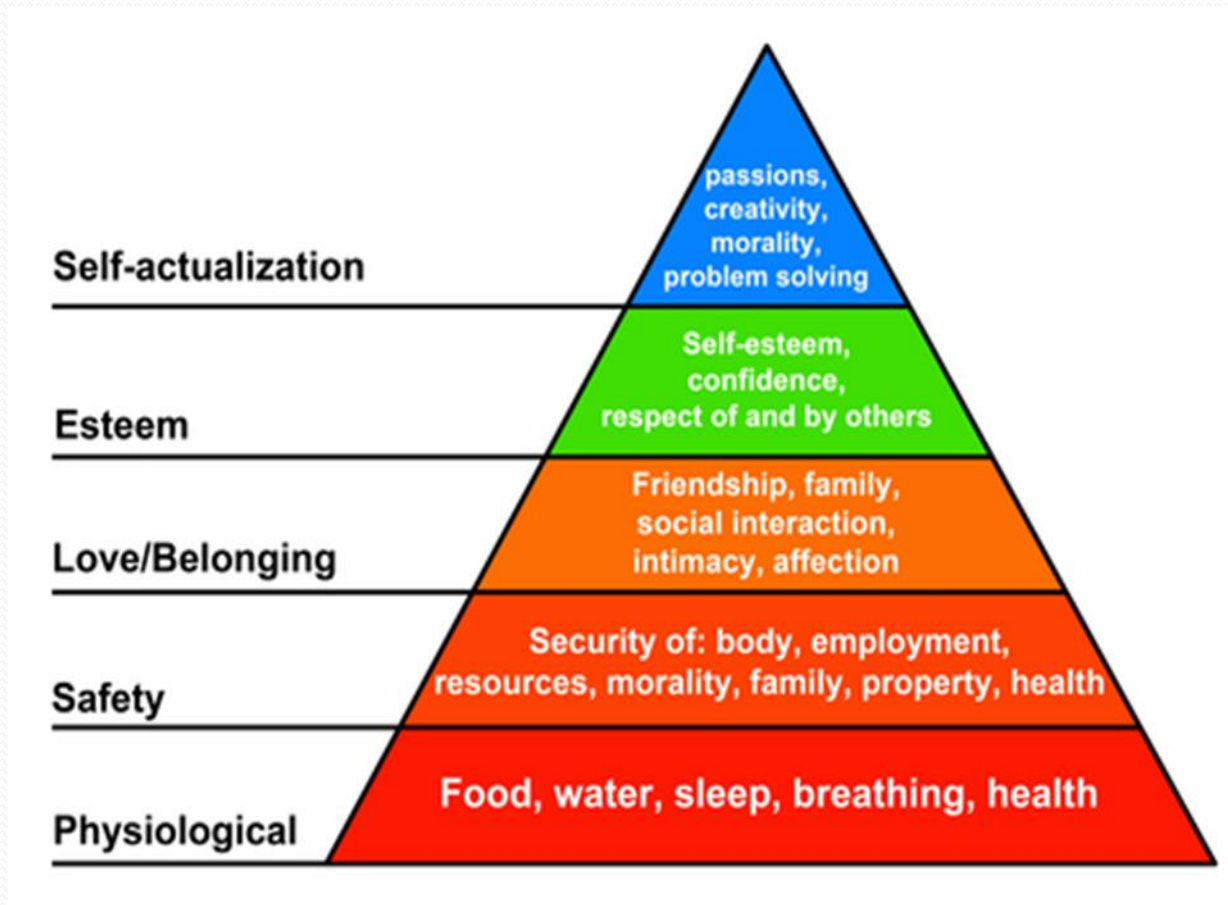 passions,
creativity,
morality,
problem solving
Self-actualization
Self-esteem,
confidence,
respect of and by others
Esteem
Friendship, family,
social interaction,
intimacy, affection
Love/Belonging
Security of: body, employment,
resources, morality, family, property, health
Safety
Food, water, sleep, breathing, health
Physiological